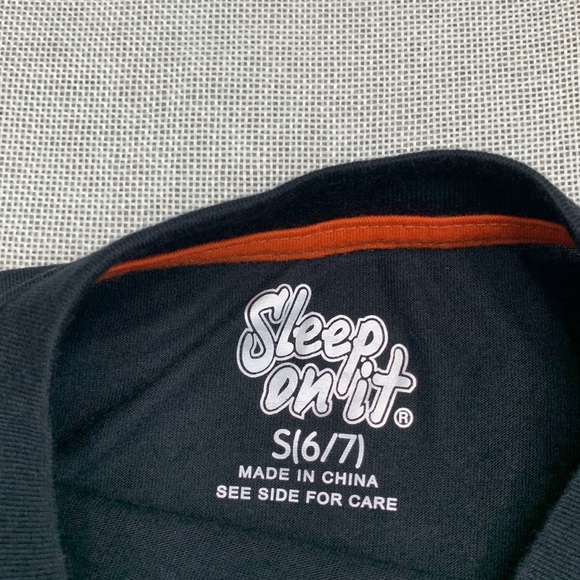 Sleep
on it®
S(6/7)
MADE IN CHINA
SEE SIDE FOR CARE